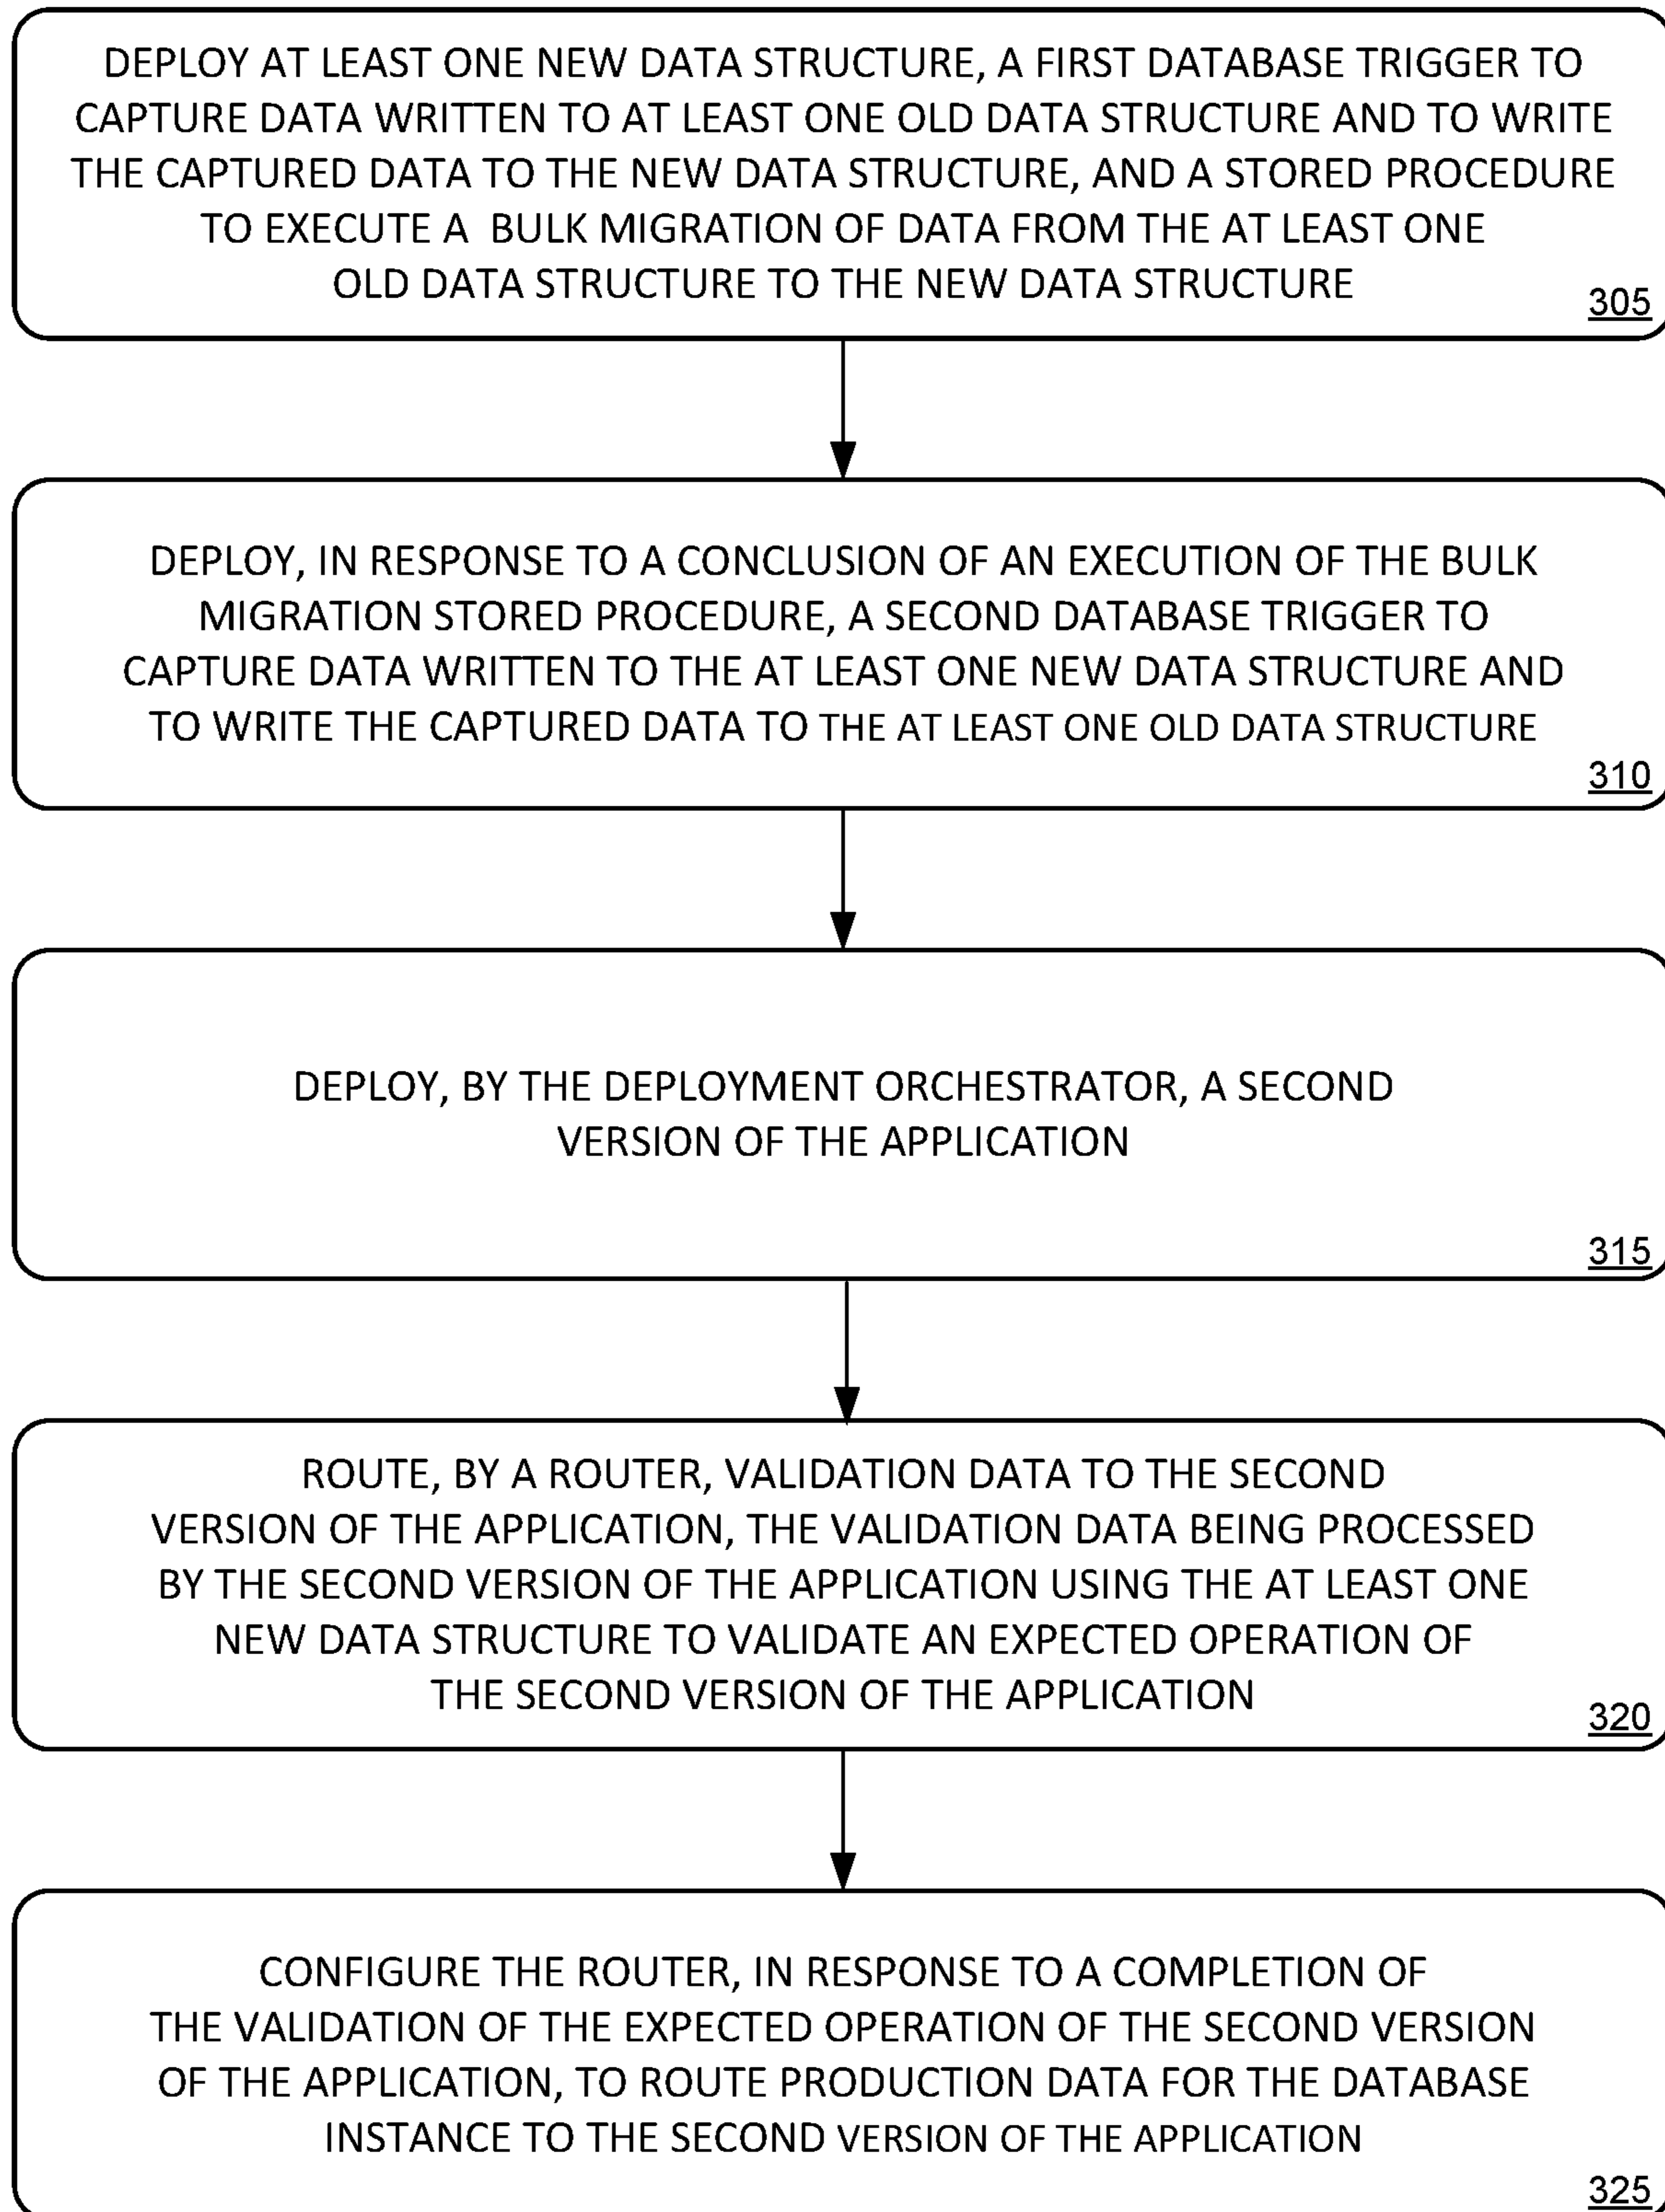 DEPLOY AT LEAST ONE NEW DATA STRUCTURE, A FIRST DATABASE TRIGGER TO
CAPTURE DATA WRITTEN TO AT LEAST ONE OLD DATA STRUCTURE AND TO WRITE
THE CAPTURED DATA TO THE NEW DATA STRUCTURE, AND A STORED PROCEDURE
TO EXECUTE A BULK MIGRATION OF DATA FROM THE AT LEAST ONE
OLD DATA STRUCTURE TO THE NEW DATA STRUCTURE
305
DEPLOY, IN RESPONSE TO A CONCLUSION OF AN EXECUTION OF THE BULK
MIGRATION STORED PROCEDURE, A SECOND DATABASE TRIGGER TO
CAPTURE DATA WRITTEN TO THE AT LEAST ONE NEW DATA STRUCTURE AND
TO WRITE THE CAPTURED DATA TO THE AT LEAST ONE OLD DATA STRUCTURE
310
DEPLOY, BY THE DEPLOYMENT ORCHESTRATOR, A SECOND
VERSION OF THE APPLICATION
315
ROUTE, BY A ROUTER, VALIDATION DATA TO THE SECOND
VERSION OF THE APPLICATION, THE VALIDATION DATA BEING PROCESSED
BY THE SECOND VERSION OF THE APPLICATION USING THE AT LEAST ONE
NEW DATA STRUCTURE TO VALIDATE AN EXPECTED OPERATION OF
THE SECOND VERSION OF THE APPLICATION
320
CONFIGURE THE ROUTER, IN RESPONSE TO A COMPLETION OF
THE VALIDATION OF THE EXPECTED OPERATION OF THE SECOND VERSION
OF THE APPLICATION, TO ROUTE PRODUCTION DATA FOR THE DATABASE
INSTANCE TO THE SECOND VERSION OF THE APPLICATION
325